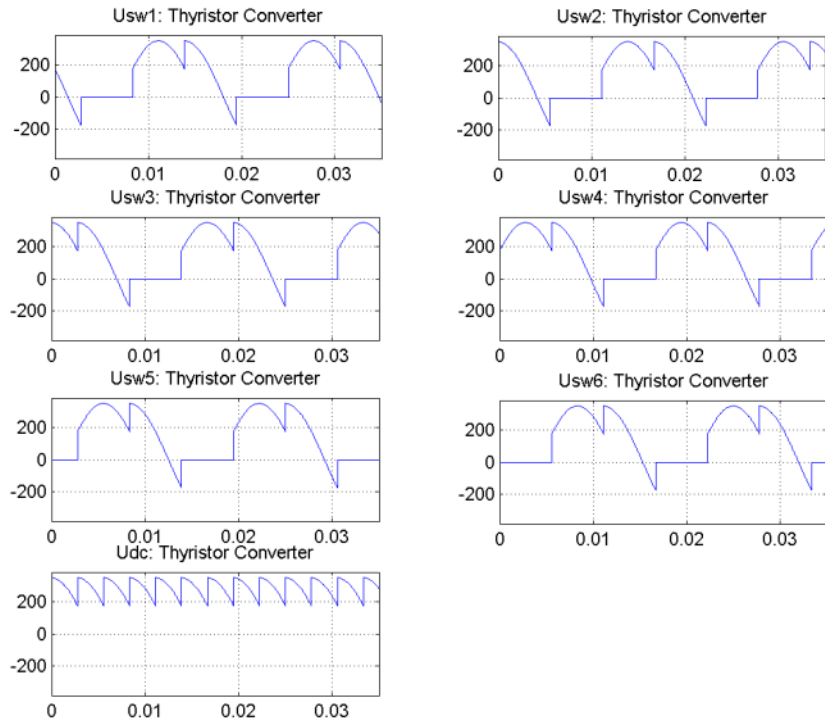 Usw1: Thyristor Converter
200
0
-200
0 0.01 0.02 0.03
Usw2: Thyristor Converter
200
0
-200
0 0.01 0.02 0.03
Usw3: Thyristor Converter
200
0
-200
0 0.01 0.02 0.03
Usw4: Thyristor Converter
200
0
-200
0 0.01 0.02 0.03
Usw5: Thyristor Converter
200
0
-200
0 0.01 0.02 0.03
Usw6: Thyristor Converter
200
0
-200
0 0.01 0.02 0.03
Udc: Thyristor Converter
200
0
-200
0 0.01 0.02 0.03